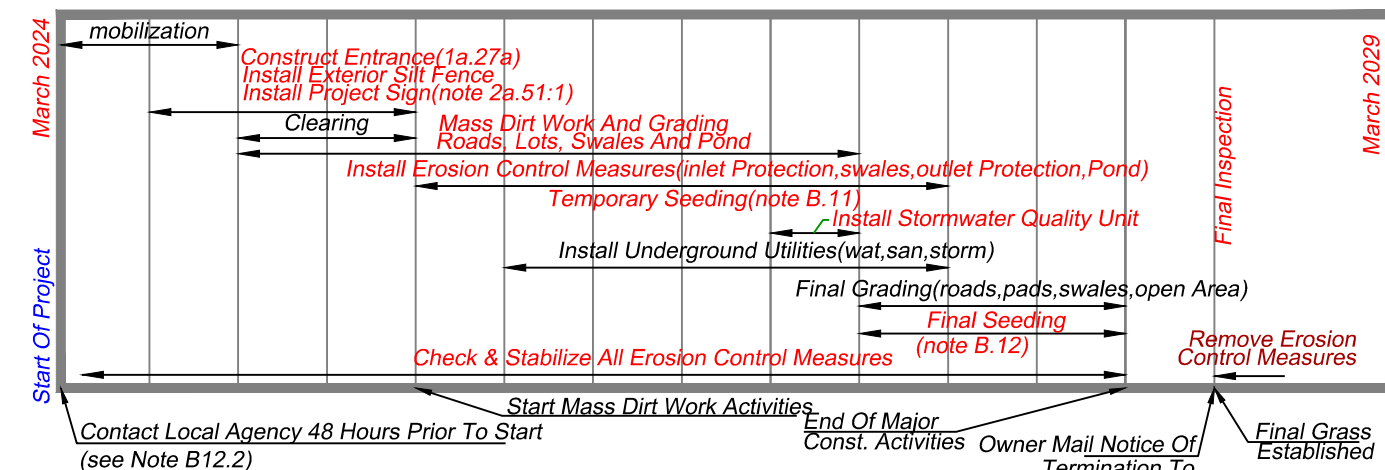 March 2024
mobilization
Construct Entrance(1a.27a)
Install Exterior Silt Fence
Install Project Sign(note 2a.51:1)
Clearing
Mass Dirt Work And Grading
Roads, Lots, Swales And Pond
Install Erosion Control Measures(inlet Protection,swales,outlet Protection,Pond)
Temporary Seeding(note B.11)
Install Stormwater Quality Unit
Install Underground Utilities(wat,san,storm)
Final Grading(roads,pads,swales,open Area)
Final Seeding
(note B.12)
Check & Stabilize All Erosion Control Measures
Final Inspection
March 2029
Remove Erosion
Control Measures
Start Of Project
Start Mass Dirt Work Activities
Contact Local Agency 48 Hours Prior To Start
(see Note B12.2)
End Of Major
Const. Activities
Owner Mail Notice Of
Termination To
Final Grass
Established